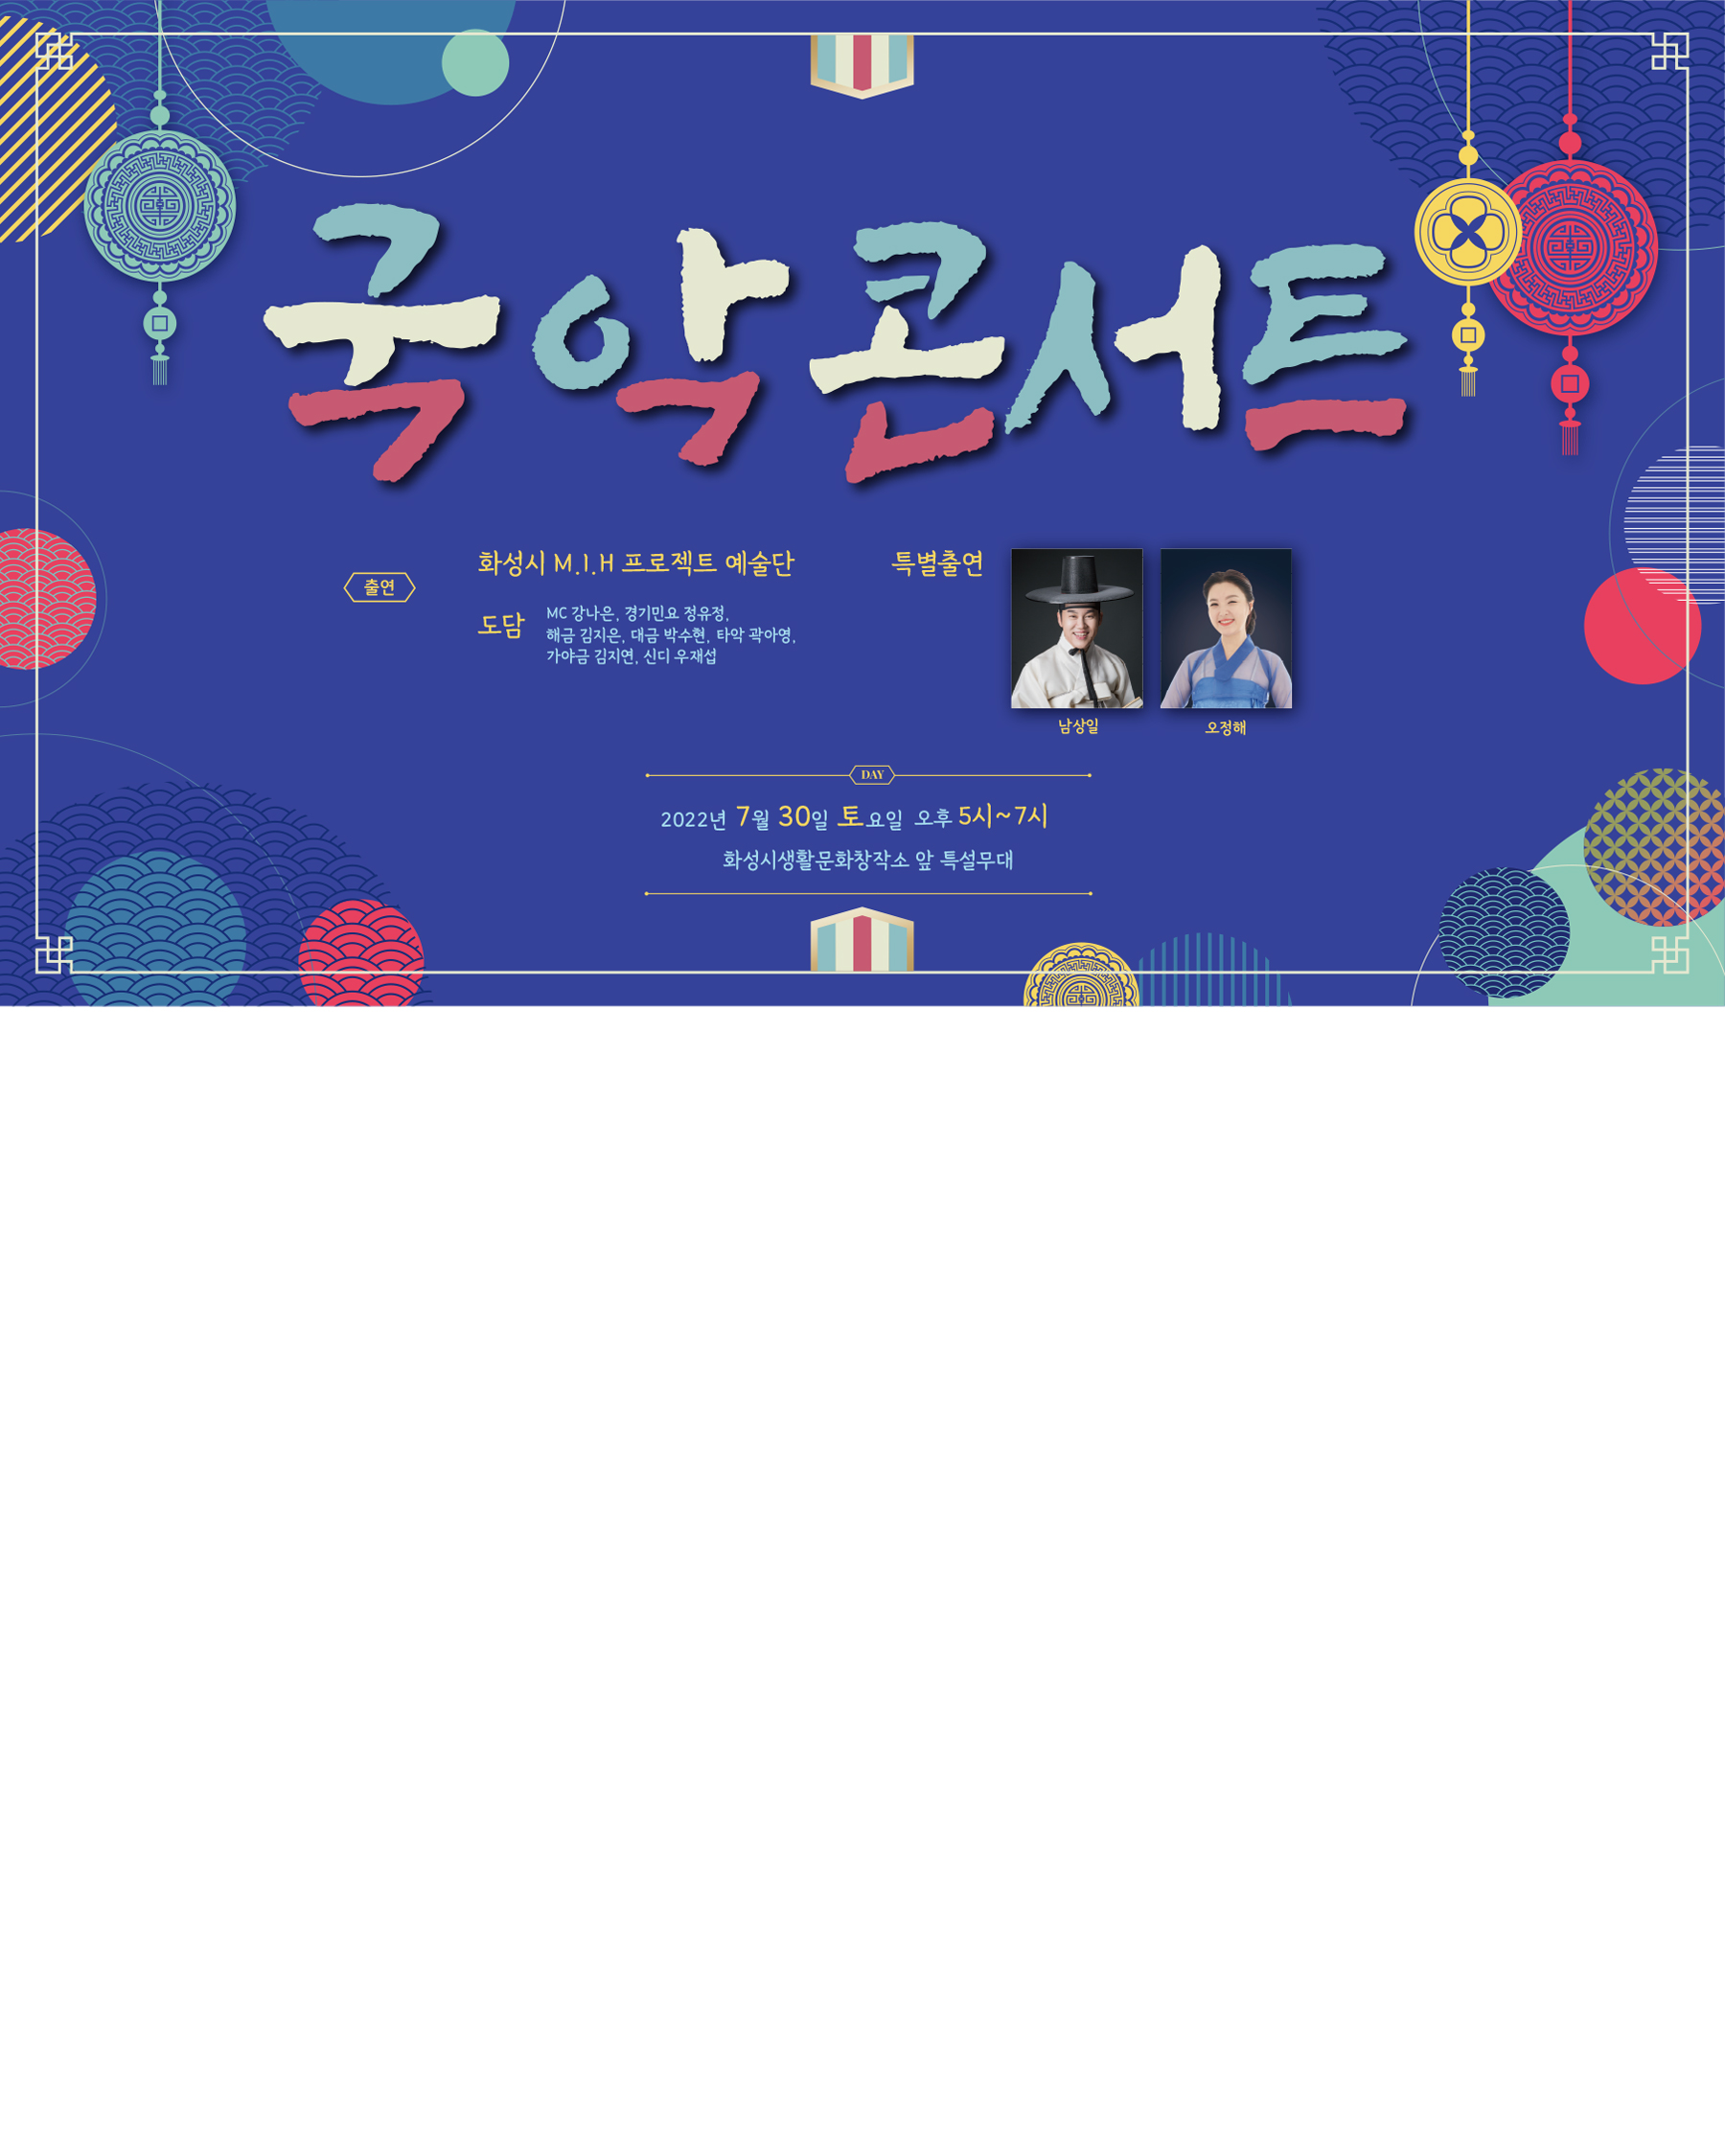 국악콘서트
출연
화성시 M.I.H 프로젝트 예술단
도담
MC 강나은, 경기민요 정유정,
해금 김지은, 대금 박수현, 타악 곽아영,
가야금 김지연, 신디 우재섭
특별출연
남상일
오정해
DAY
2022년 7월 30일 토요일 오후 5시~7시
화성시생활문화창작소 앞 특설무대